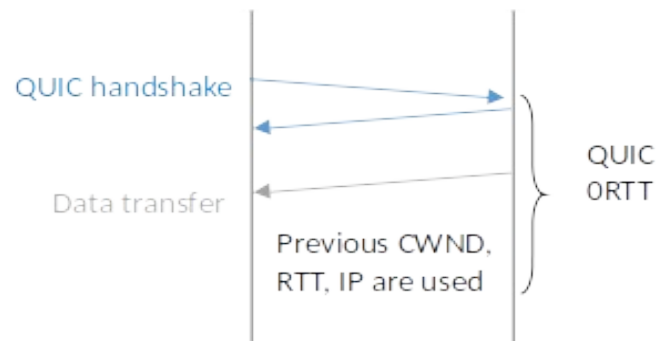 QUIC handshake
Data transfer
Previous CWND,
RTT, IP are used
QUIC
0RTT